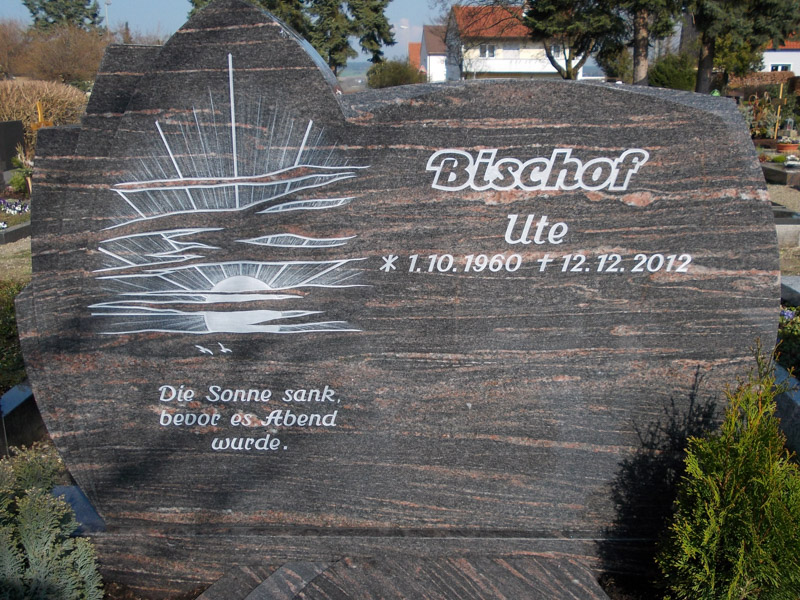 Bischof
Ute
* 1.10.1960 † 12.12.2012
Die Sonne sank,
bevor es Abend
wurde.